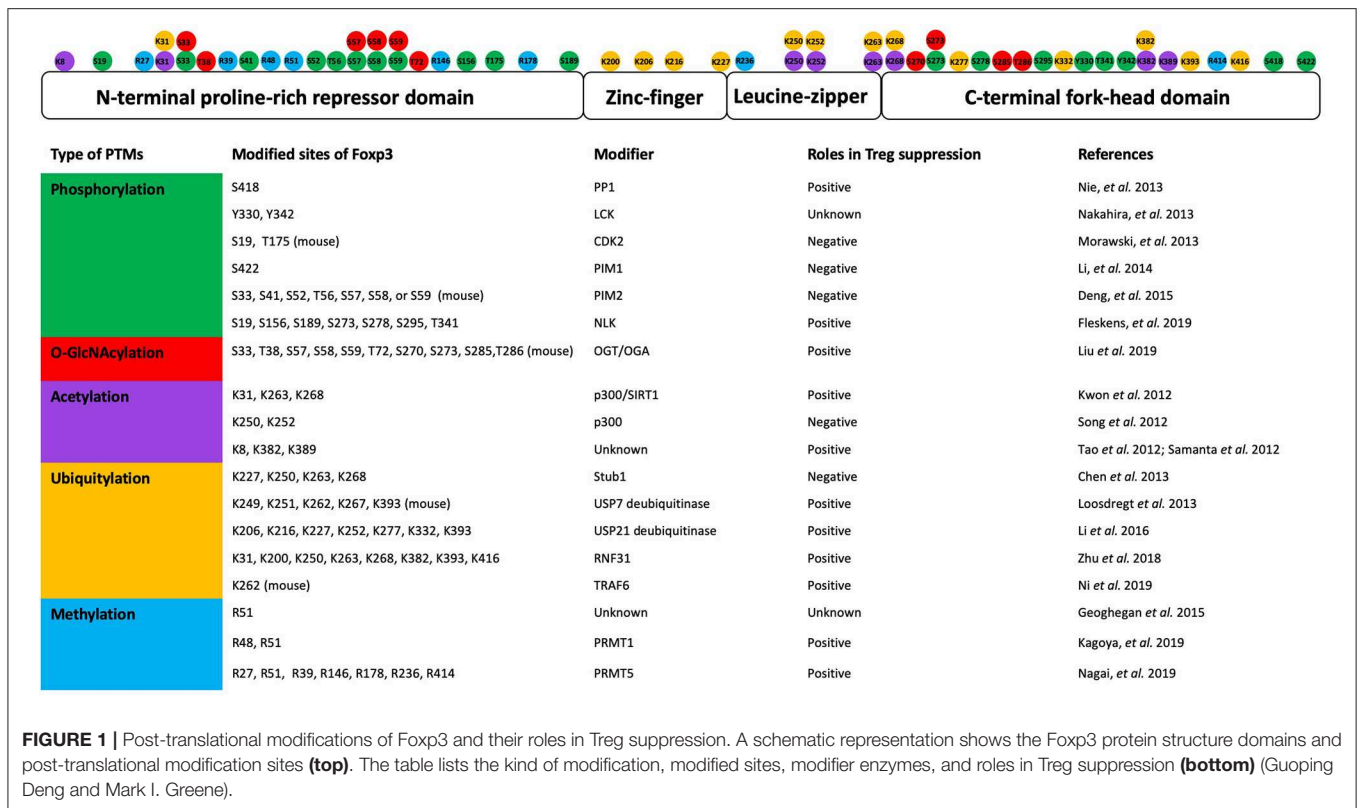 K31 S33 S57 S58 S59 K250 K252 K263 K268 S273 K382
K8 S19 R27 K31 S33 T38 R39 S41 R48 R51 S52 T56 S57 S58 S59 T72 R146 S156 T175 R178 S189 K200 K206 K216 K227 R236 K250 K252 K263 K268 S270 S273 K277 S278 S285 T286 S295 K332 Y330 T341 Y342 K382 K389 K393 R414 K416 S418 S422
N-terminal proline-rich repressor domain Zinc-finger Leucine-zipper C-terminal fork-head domain
Type of PTMs Modified sites of Foxp3 Modifier Roles in Treg suppression References
Phosphorylation S418 PP1 Positive Nie, et al. 2013
Y330, Y342 LCK Unknown Nakahira, et al. 2013
S19, T175 (mouse) CDK2 Negative Morawski, et al. 2013
S422 PIM1 Negative Li, et al. 2014
S33, S41, S52, T56, S57, S58, or S59 (mouse) PIM2 Negative Deng, et al. 2015
S19, S156, S189, S273, S278, S295, T341 NLK Positive Fleskens, et al. 2019
O-GlcNAcylation S33, T38, S57, S58, S59, T72, S270, S273, S285,T286 (mouse) OGT/OGA Positive Liu et al. 2019
Acetylation K31, K263, K268 p300/SIRT1 Positive Kwon et al. 2012
K250, K252 p300 Negative Song et al. 2012
K8, K382, K389 Unknown Positive Tao et al. 2012; Samanta et al. 2012
Ubiquitylation K227, K250, K263, K268 Stub1 Negative Chen et al. 2013
K249, K251, K262, K267, K393 (mouse) USP7 deubiquitinase Positive Loosdregt et al. 2013
K206, K216, K227, K252, K277, K332, K393 USP21 deubiquitinase Positive Li et al. 2016
K31, K200, K250, K263, K268, K382, K393, K416 RNF31 Positive Zhu et al. 2018
K262 (mouse) TRAF6 Positive Ni et al. 2019
Methylation R51 Unknown Unknown Geoghegan et al. 2015
R48, R51 PRMT1 Positive Kagoya, et al. 2019
R27, R51, R39, R146, R178, R236, R414 PRMT5 Positive Nagai, et al. 2019
FIGURE 1 | Post-translational modifications of Foxp3 and their roles in Treg suppression. A schematic representation shows the Foxp3 protein structure domains and
post-translational modification sites (top). The table lists the kind of modification, modified sites, modifier enzymes, and roles in Treg suppression (bottom) (Guoping
Deng and Mark I. Greene).